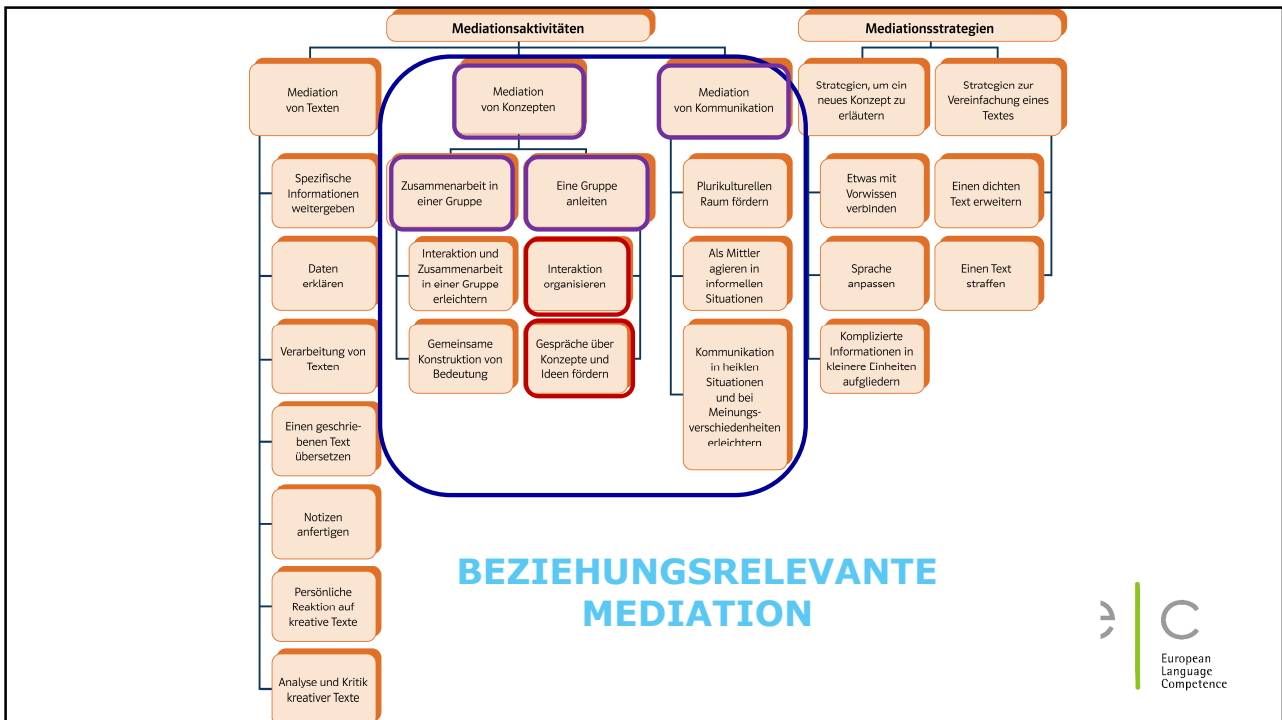 Mediationsaktivitäten
Mediationsstrategien
Mediation
von Texten
Mediation
von Konzepten
Mediation
von Kommunikation
Strategien, um ein
neues Konzept zu
erläutern
Strategien zur
Vereinfachung eines
Textes
Spezifische
Informationen
weitergeben
Zusammenarbeit in
einer Gruppe
Eine Gruppe
anleiten
Plurikulturellen
Raum fördern
Etwas mit
Vorwissen
verbinden
Einen dichten
Text erweitern
Daten
erklären
Interaktion und
Zusammenarbeit
in einer Gruppe
erleichtern
Interaktion
organisieren
Als Mittler
agieren in
informellen
Situationen
Sprache
anpassen
Einen Text
straffen
Verarbeitung von
Texten
Gemeinsame
Konstruktion von
Bedeutung
Gespräche über
Konzepte und
Ideen fördern
Kommunikation
in heiklen
Situationen
und bei
Meinungs-
verschiedenheiten
erleichtern
Komplizierte
Informationen in
kleinere Einheiten
aufgliedern
Einen geschrie-
benen Text
übersetzen
Notizen
anfertigen
Persönliche
Reaktion auf
kreative Texte
Analyse und Kritik
kreativer Texte
BEZIEHUNGSRELEVANTE
MEDIATION
e c
European
Language
Competence